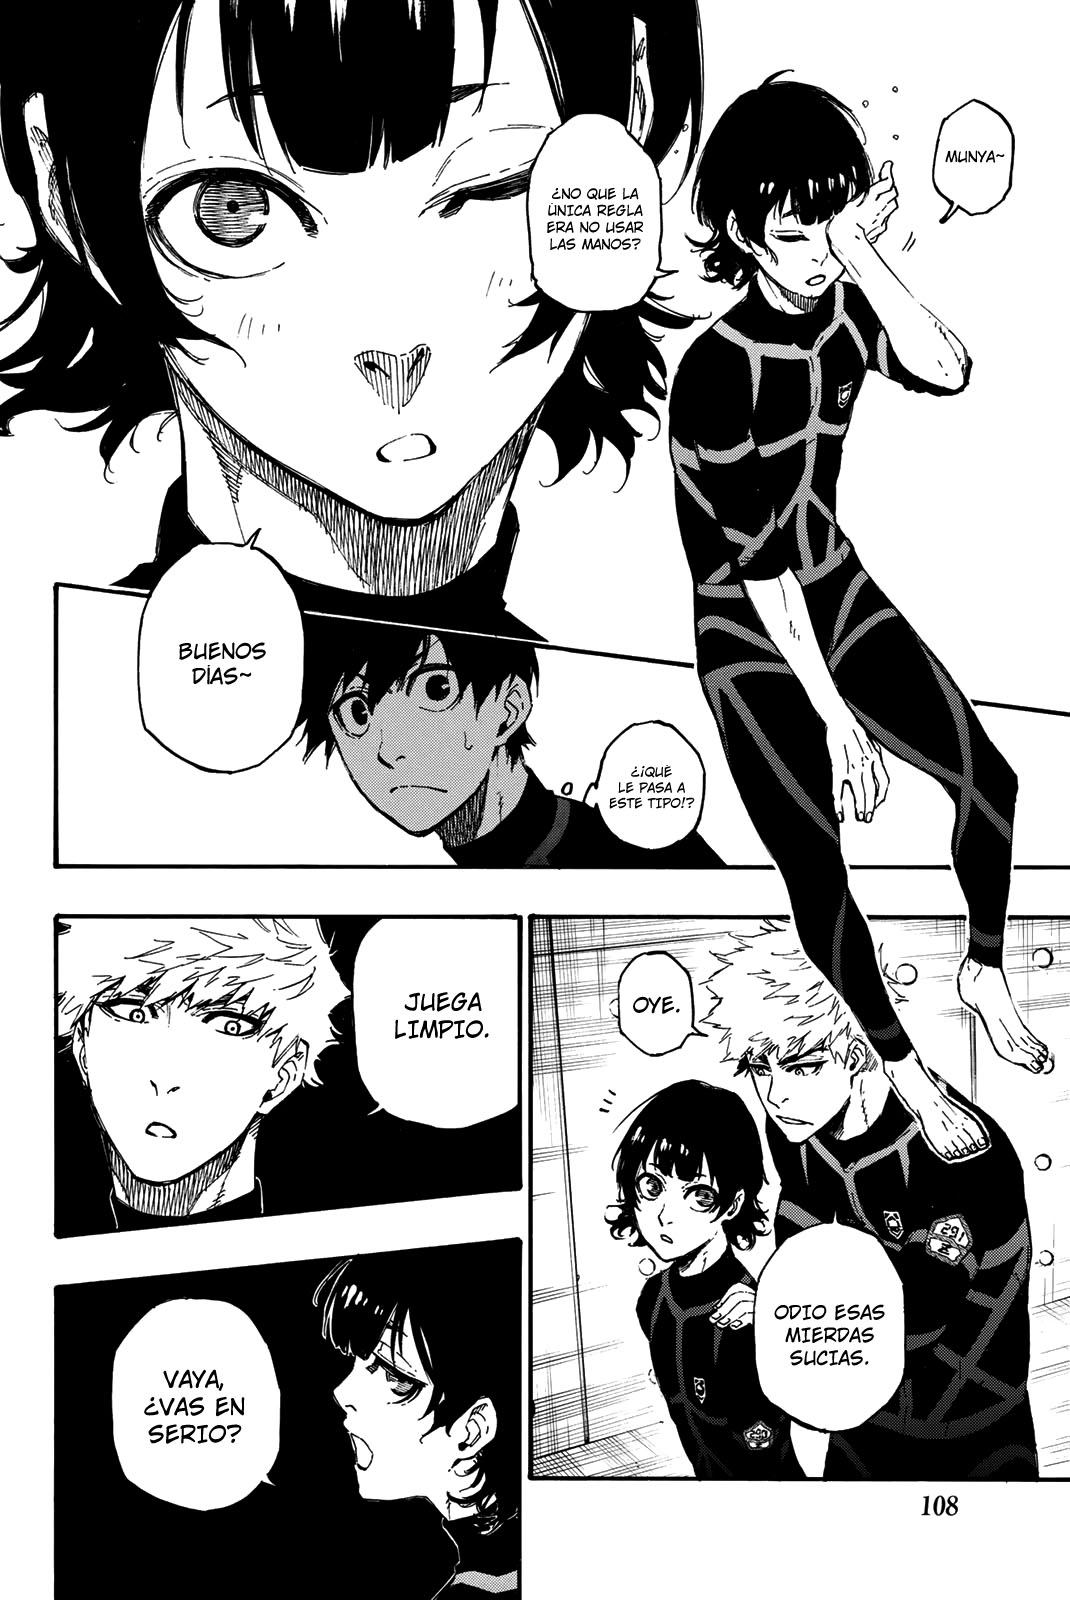 MUNYA~
¿NO QUE LA
ÚNICA REGLA
ERA NO USAR
LAS MANOS?
BUENOS
DÍAS~
¿¡QUÉ
LE PASA A
ESTE TIPO!?
OYE.
ODIO ESAS
MIERDAS
SUCIAS.
291
Z
JUEGA
LIMPIO.
VAYA,
¿VAS EN
SERIO?
108